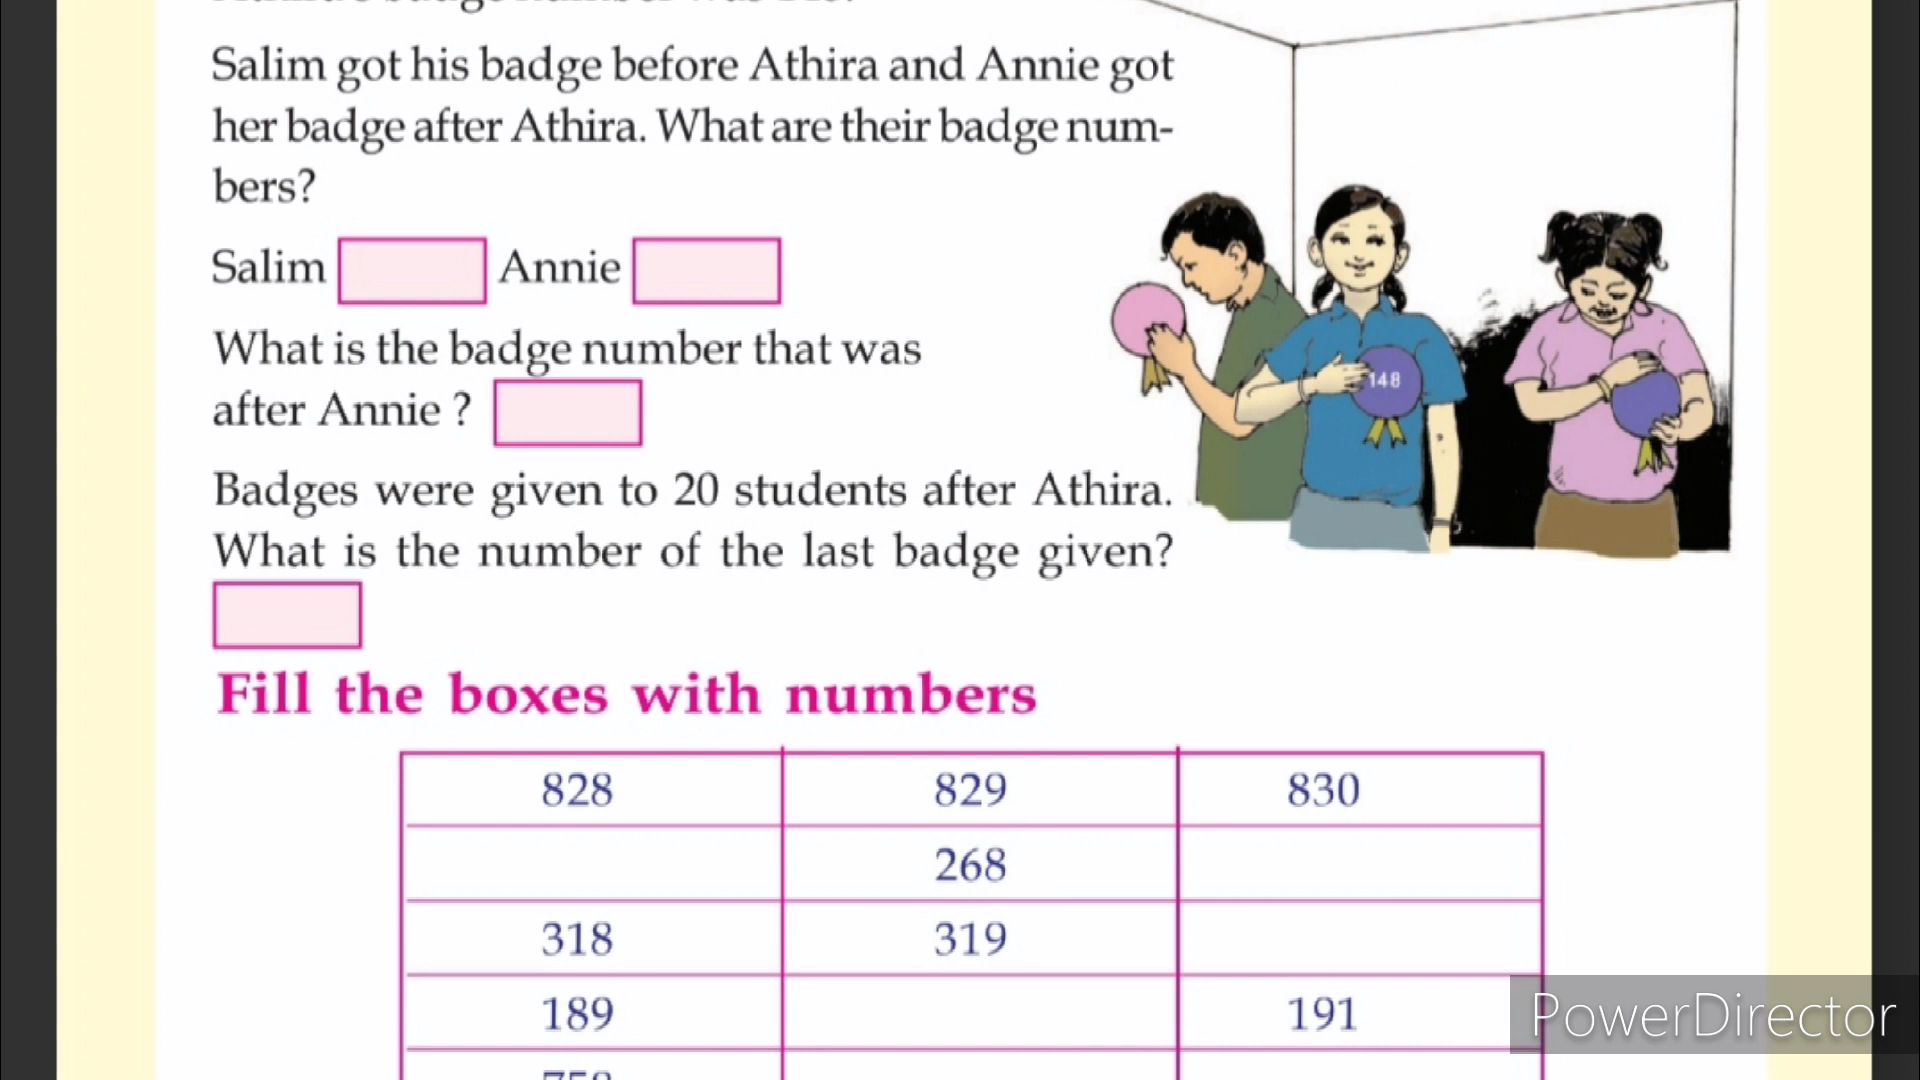 Salim got his badge before Athira and Annie got
her badge after Athira. What are their badge num-
bers?
Salim Annie
What is the badge number that was
after Annie ?
148
Badges were given to 20 students after Athira.
What is the number of the last badge given?
Fill the boxes with numbers
828 829 830
268
318 319
189 191
PowerDirector